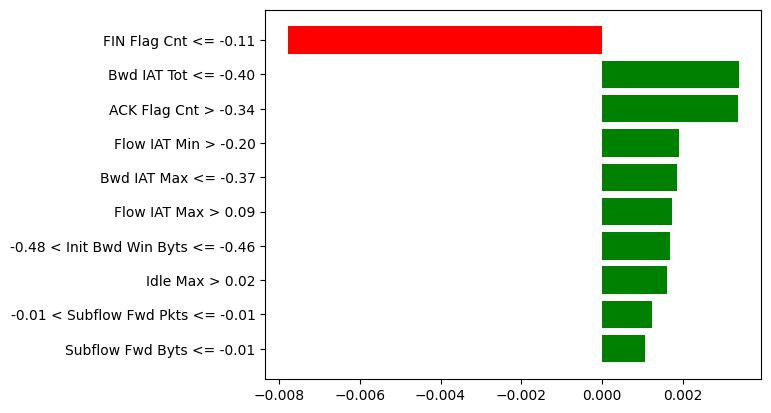 FIN Flag Cnt <= -0.11
Bwd IAT Tot <= -0.40
ACK Flag Cnt > -0.34
Flow IAT Min > -0.20
Bwd IAT Max <= -0.37
Flow IAT Max > 0.09
-0.48 < Init Bwd Win Byts <= -0.46
Idle Max > 0.02
-0.01 < Subflow Fwd Pkts <= -0.01
Subflow Fwd Byts <= -0.01
−0.008 −0.006 −0.004 −0.002 0.000 0.002